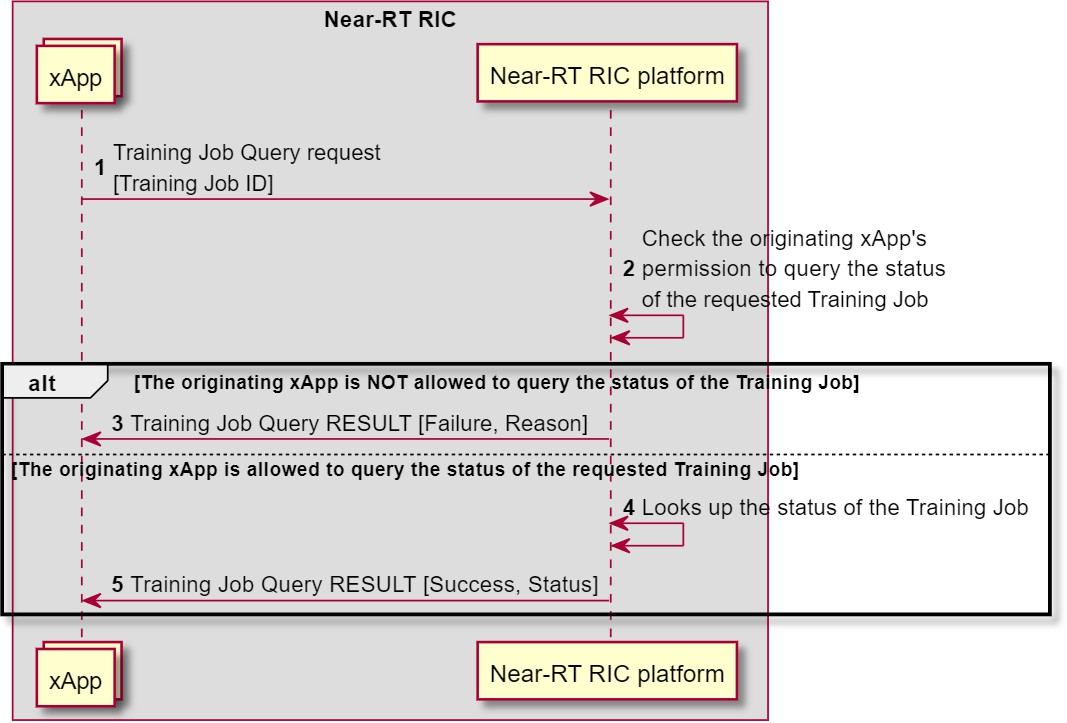 Near-RT RIC
xApp
Near-RT RIC platform
1 Training Job Query request
[Training Job ID]
Check the originating xApp's
2 permission to query the status
of the requested Training Job
alt [The originating xApp is NOT allowed to query the status of the Training Job]
3 Training Job Query RESULT [Failure, Reason]
[The originating xApp is allowed to query the status of the requested Training Job]
4 Looks up the status of the Training Job
5 Training Job Query RESULT [Success, Status]
xApp
Near-RT RIC platform